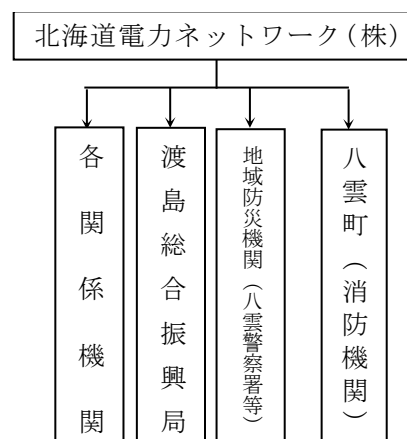 北海道電力ネットワーク（株）
各関係機関
渡島総合振興局
地域防災機関（八雲警察署等）
八雲町（消防機関）